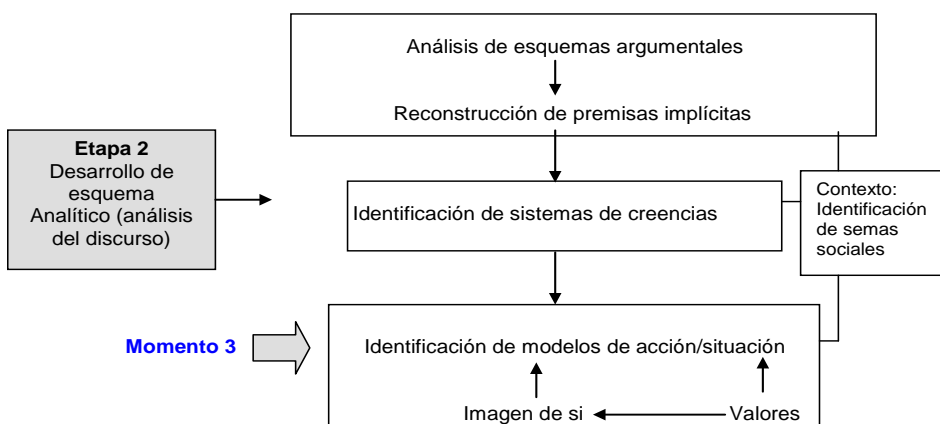 Análisis de esquemas argumentales
Reconstrucción de premisas implícitas
Etapa 2
Desarrollo de
esquema
Analítico (análisis
del discurso)
Identificación de sistemas de creencias
Contexto:
Identificación
de semas
sociales
Momento 3
Identificación de modelos de acción/situación
Imagen de si
Valores